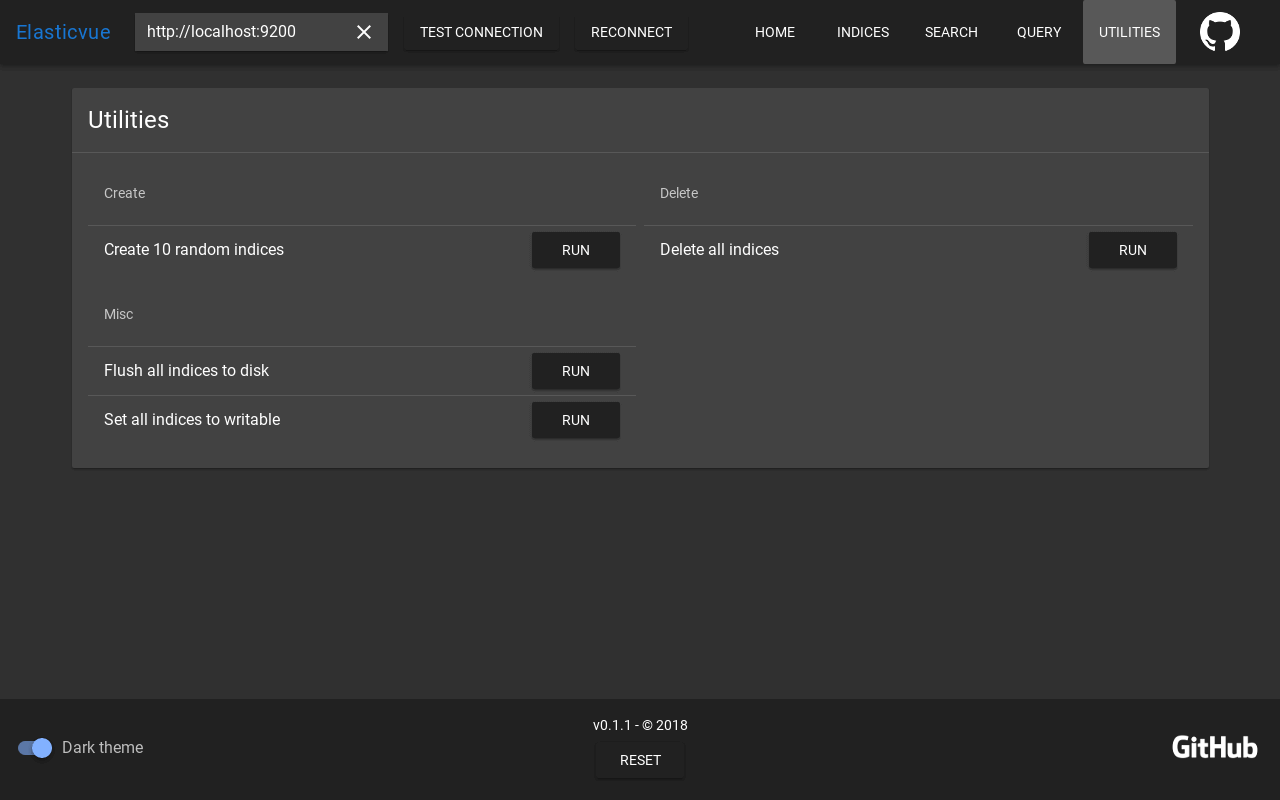 Elasticvue
http://localhost:9200
TEST CONNECTION
RECONNECT
HOME
INDICES
SEARCH
QUERY
UTILITIES
Utilities
Create
Create 10 random indices
RUN
Delete
Delete all indices
RUN
Misc
Flush all indices to disk
RUN
Set all indices to writable
RUN
Dark theme
v0.1.1 - © 2018
RESET
GitHub